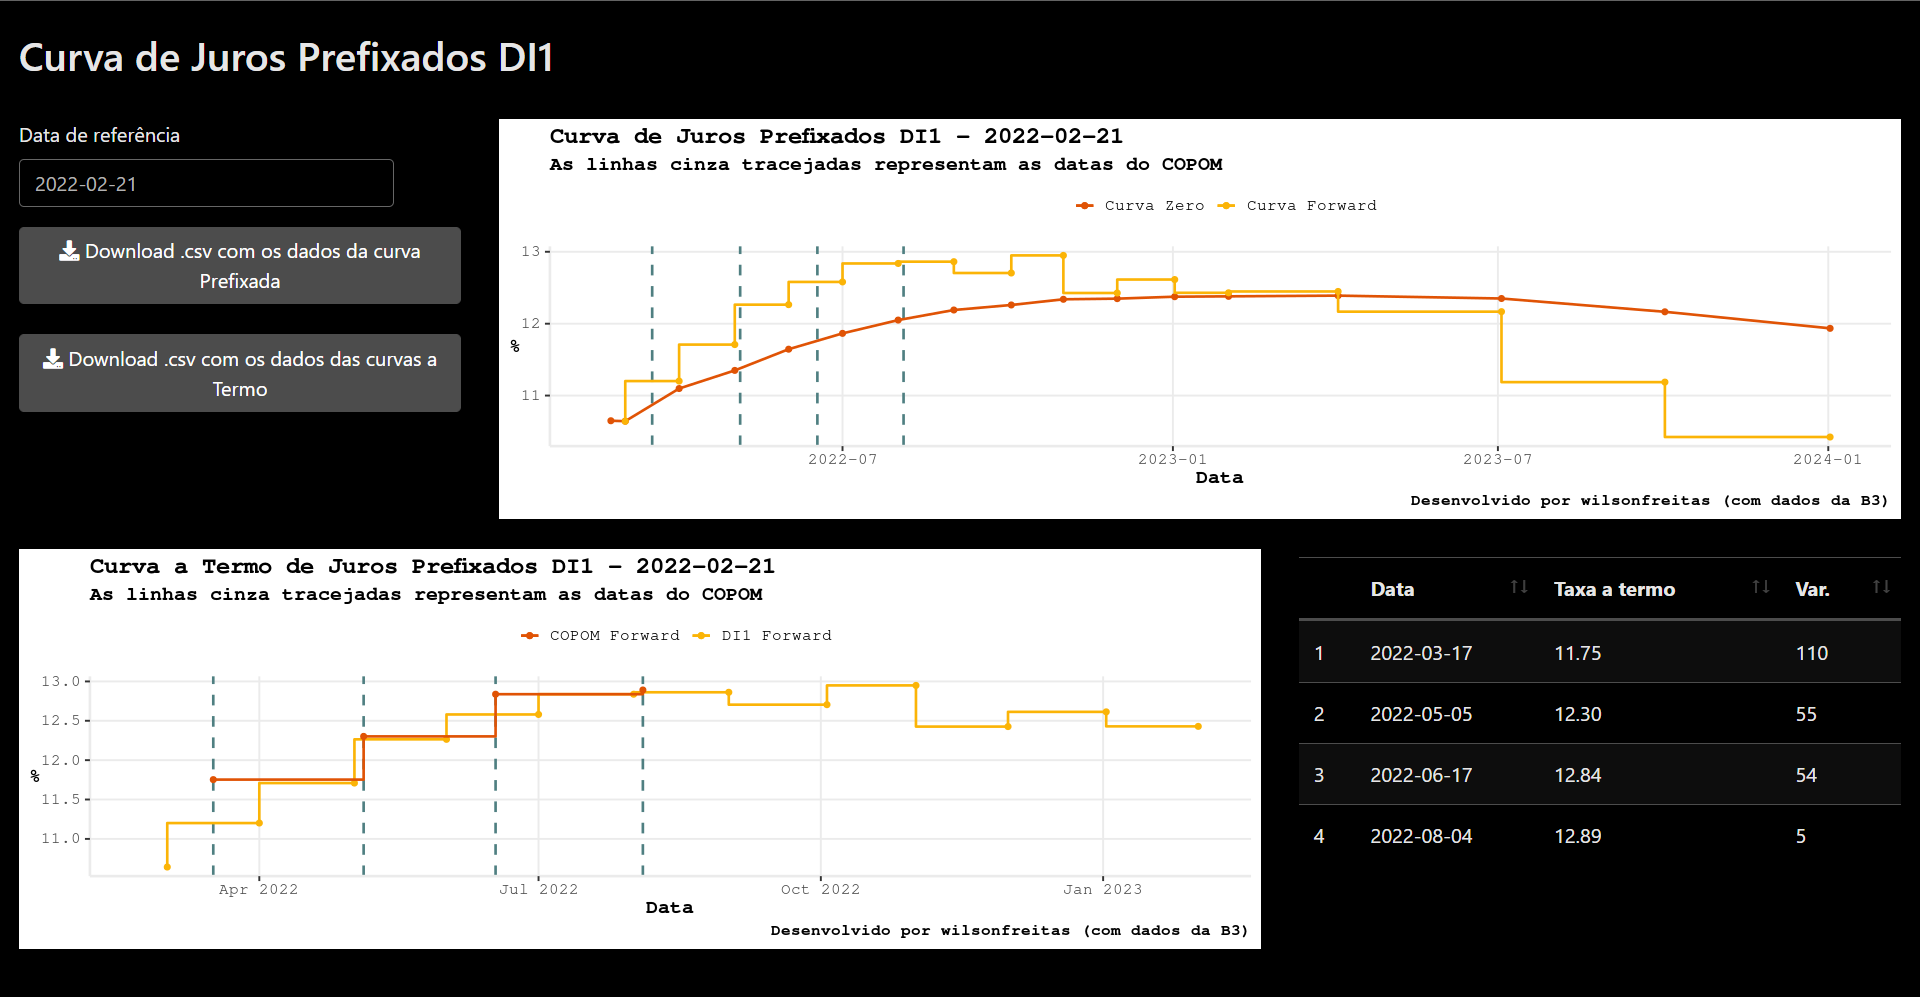 Curva de Juros Prefixados DI1
Data de referência
2022-02-21
Download .csv com os dados da curva
Prefixada
Download .csv com os dados das curvas a
Termo
Curva de Juros Prefixados DI1 – 2022–02–21
As linhas cinza tracejadas representam as datas do COPOM
Curva Zero Curva Forward
13
12
%
11
2022–07 2023–01 2023–07 2024–01
Data
Desenvolvido por wilsonfreitas (com dados da B3)
Curva a Termo de Juros Prefixados DI1 – 2022–02–21
As linhas cinza tracejadas representam as datas do COPOM
COPOM Forward DI1 Forward
13.0
12.5
12.0
%
11.5
11.0
Apr 2022 Jul 2022 Oct 2022 Jan 2023
Data
Desenvolvido por wilsonfreitas (com dados da B3)
Data Taxa a termo Var.
1 2022-03-17 11.75 110
2 2022-05-05 12.30 55
3 2022-06-17 12.84 54
4 2022-08-04 12.89 5